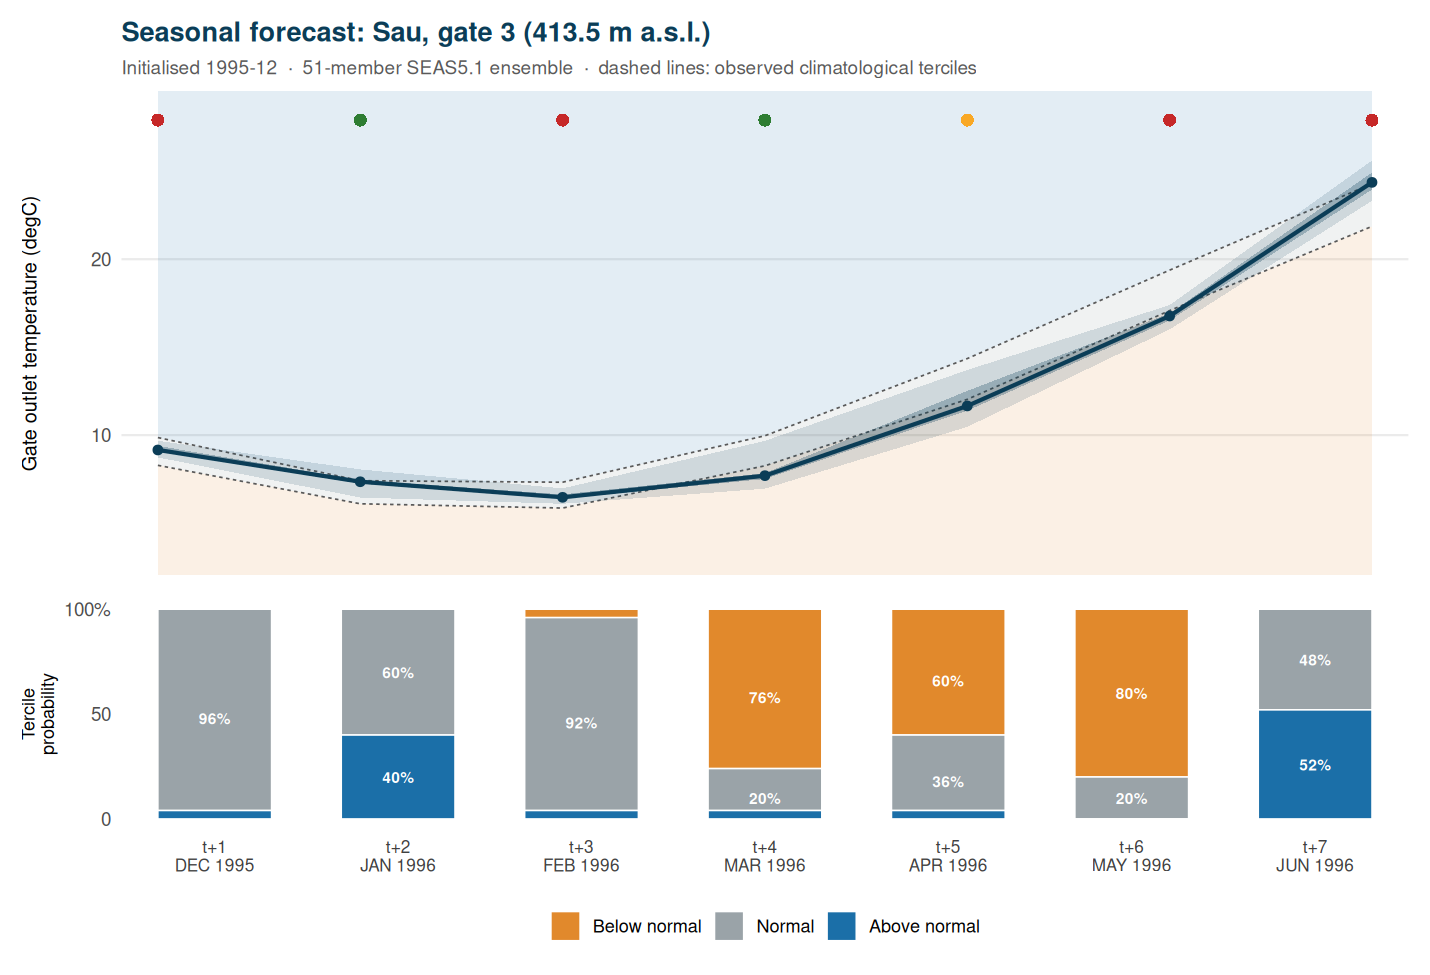 Seasonal forecast: Sau, gate 3 (413.5 m a.s.l.)
Initialised 1995-12 · 51-member SEAS5.1 ensemble · dashed lines: observed climatological terciles
Gate outlet temperature (degC)
20
10
Tercile
probability
100%
50
0
96%
60%
40%
92%
76%
20%
60%
36%
80%
20%
48%
52%
t+1
DEC 1995
t+2
JAN 1996
t+3
FEB 1996
t+4
MAR 1996
t+5
APR 1996
t+6
MAY 1996
t+7
JUN 1996
Below normal
Normal
Above normal